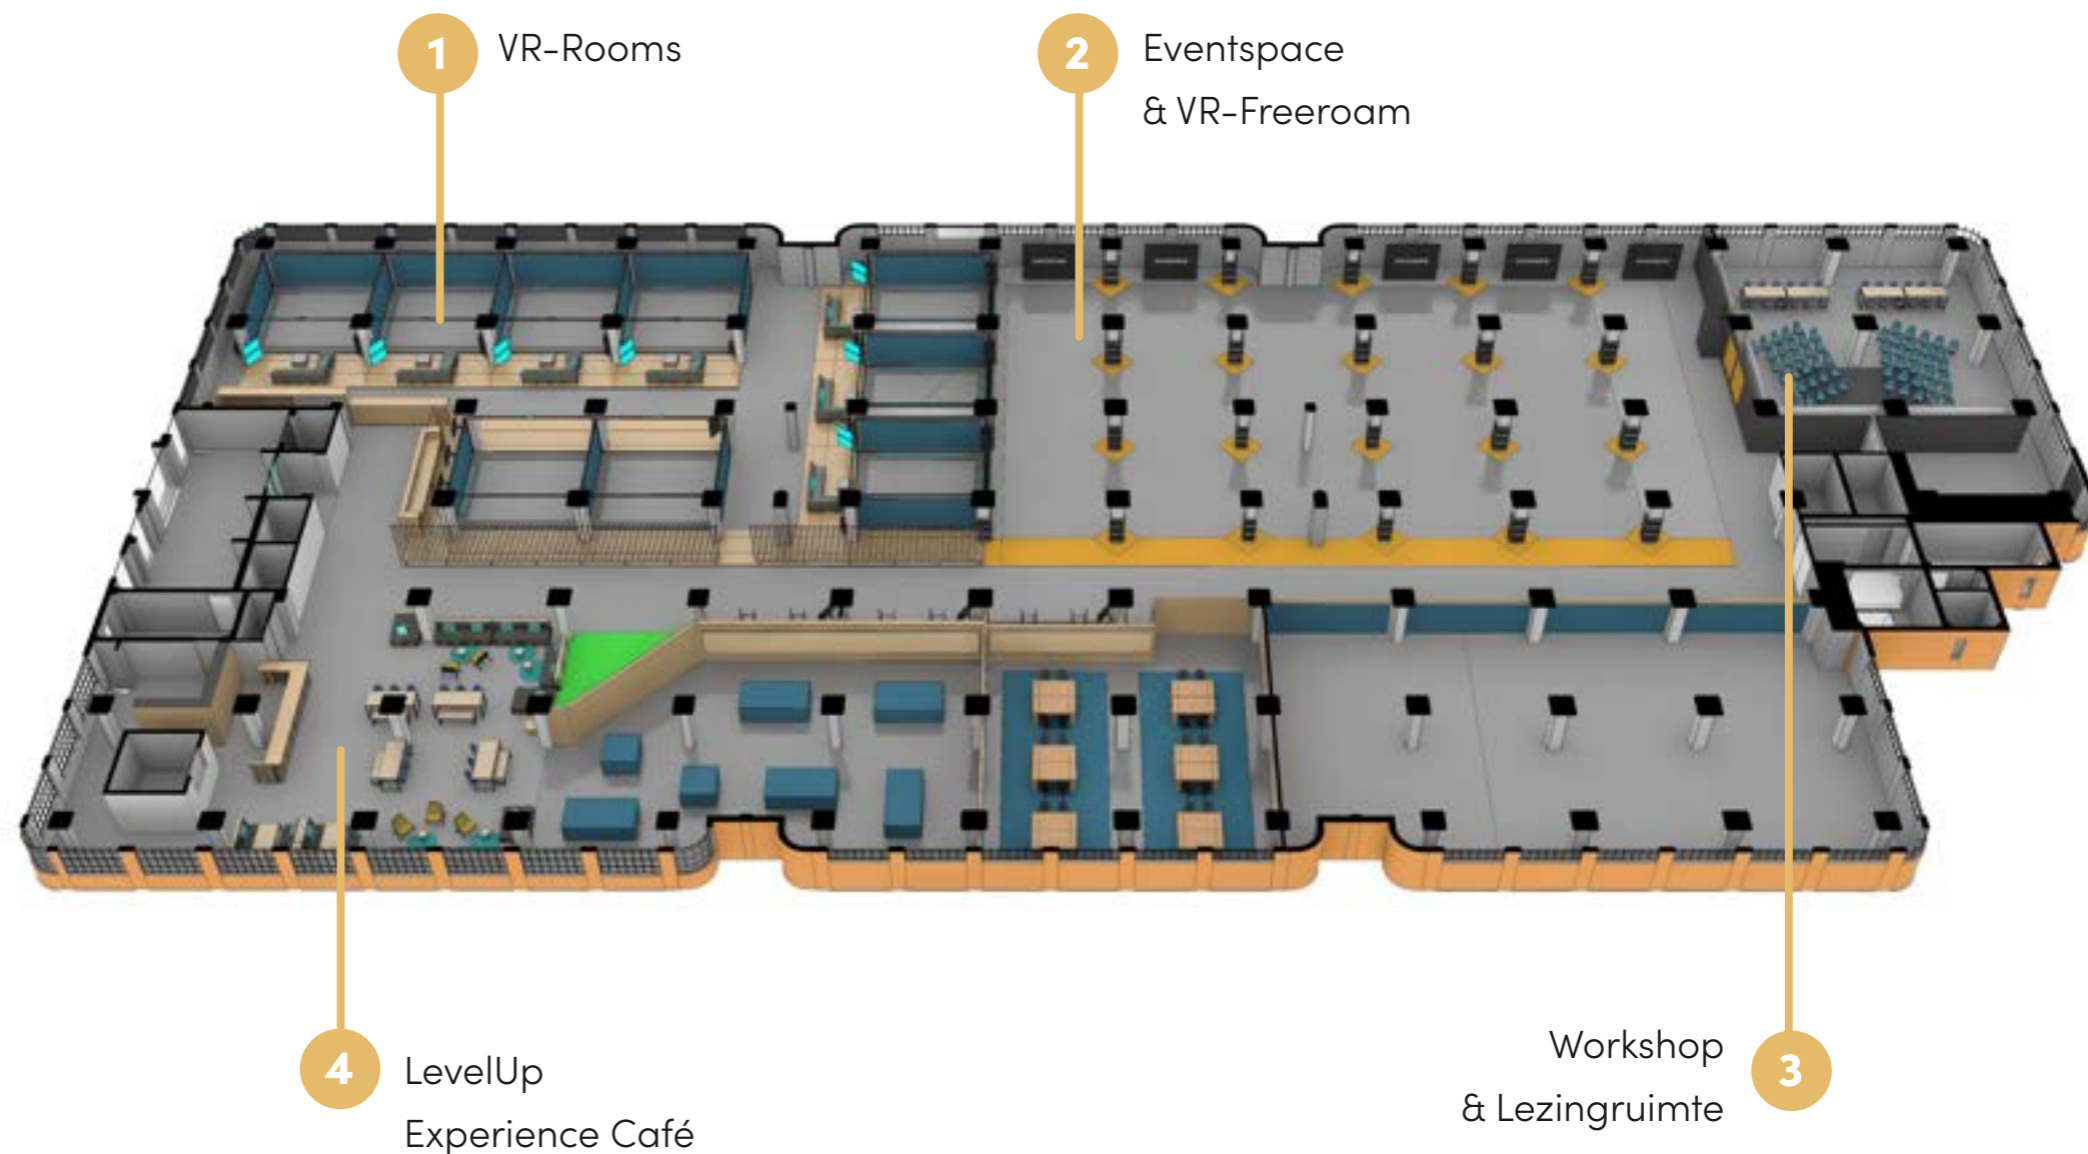 1 VR-Rooms
2 Eventspace
& VR-Freeroam
Workshop
& Lezingruimte
3
4 LevelUp
Experience Café